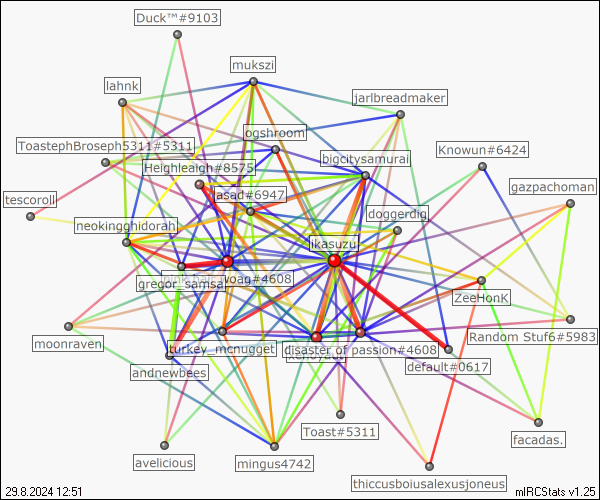 Duck™#9103
mukszi
lahnk
jarlbreadmaker
ogshroom
ToastephBroseph5311#5311
Knowun#6424
bigcitysamurai
Heighleaigh#8575
gazpachoman
jasad#6947
tescoroll
doggerdig
neokingghidorah
ikasuzu
voag#4608
gregor_samsa
ZeeHonK
Random Stuf6#5983
moonraven
turkey_mcnugget
disaster of passion#4608
default#0617
andnewbees
Toast#5311
facadas.
avelicious
mingus4742
thiccusboiusalexusjoneus
29.8.2024 12:51
mIRCStats v1.25